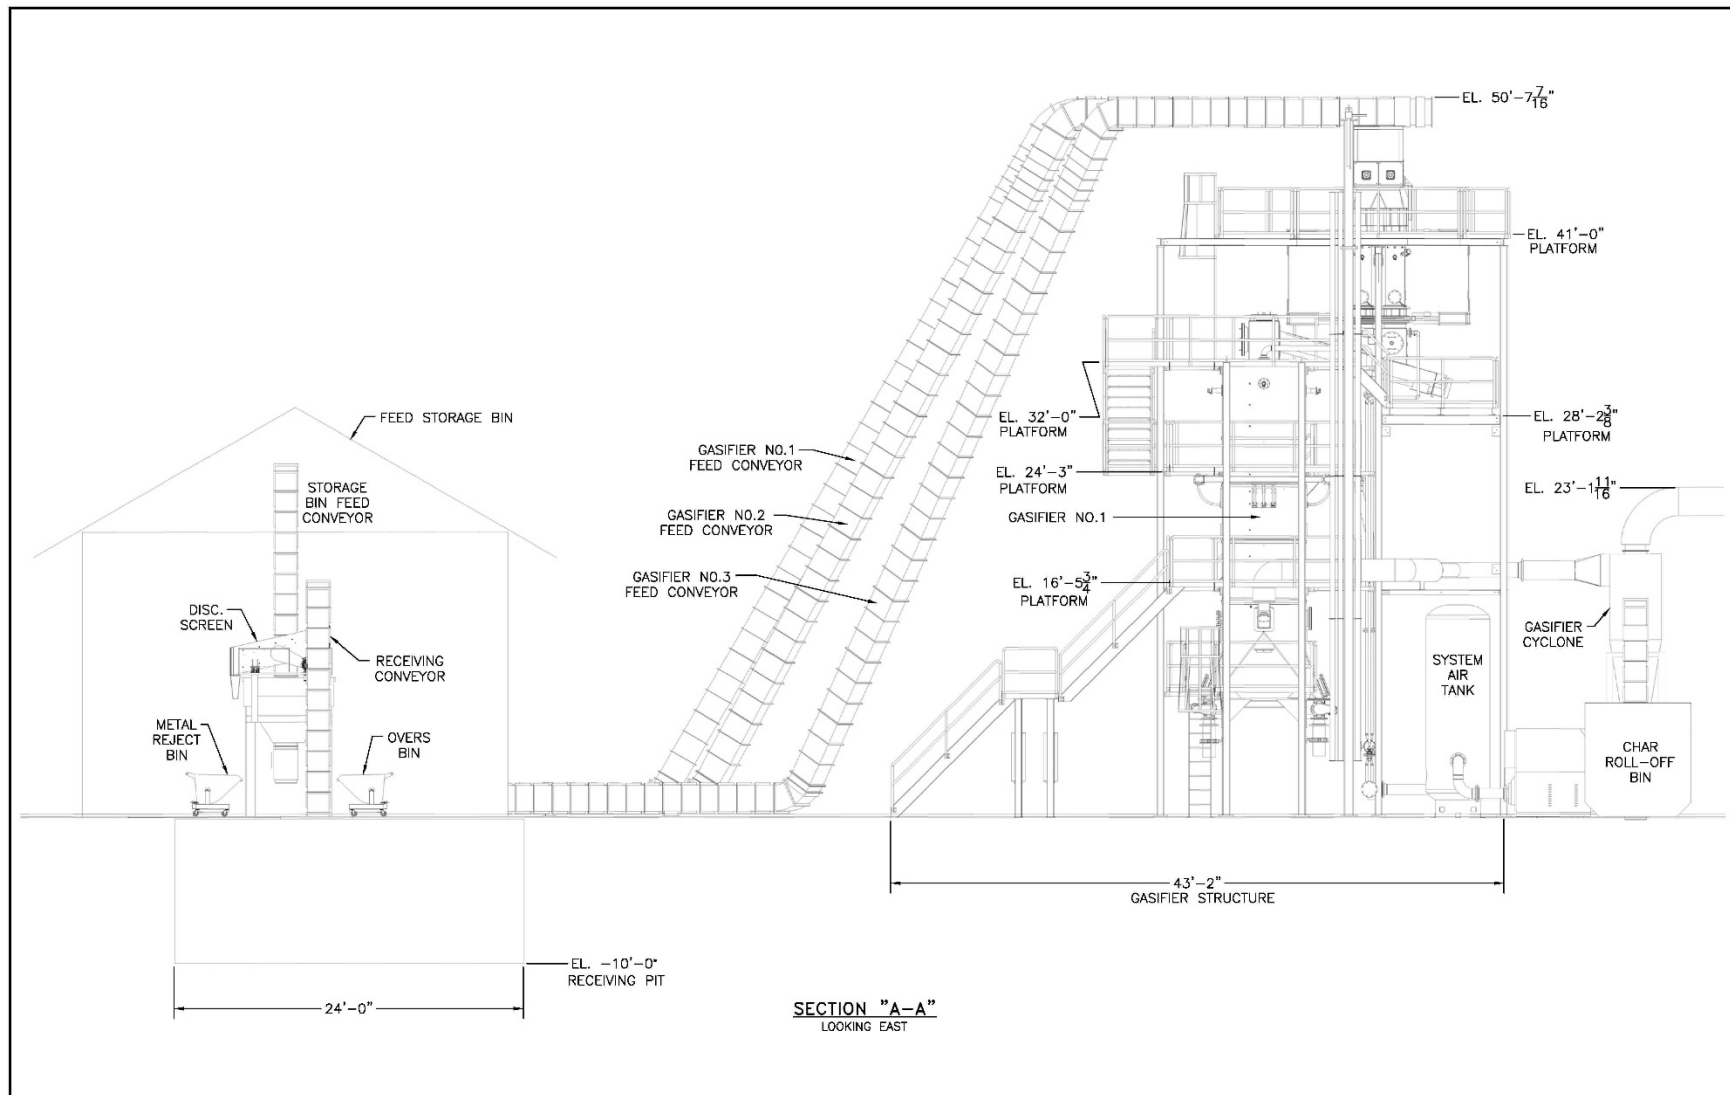 EL. 50'-7 7/16"
EL. 41'-0"
PLATFORM
EL. 32'-0"
PLATFORM
EL. 28'-2 3/8"
PLATFORM
FEED STORAGE BIN
GASIFIER NO.1
FEED CONVEYOR
EL. 24'-3"
PLATFORM
EL. 23'-1 11/16"
STORAGE
BIN FEED
CONVEYOR
GASIFIER NO.2
FEED CONVEYOR
GASIFIER NO.1
GASIFIER NO.3
FEED CONVEYOR
EL. 16'-5 3/4"
PLATFORM
DISC.
SCREEN
GASIFIER
CYCLONE
RECEIVING
CONVEYOR
SYSTEM
AIR
TANK
METAL
REJECT
BIN
OVERS
BIN
CHAR
ROLL-OFF
BIN
43'-2"
GASIFIER STRUCTURE
EL. -10'-0"
RECEIVING PIT
24'-0"
SECTION "A-A"
LOOKING EAST